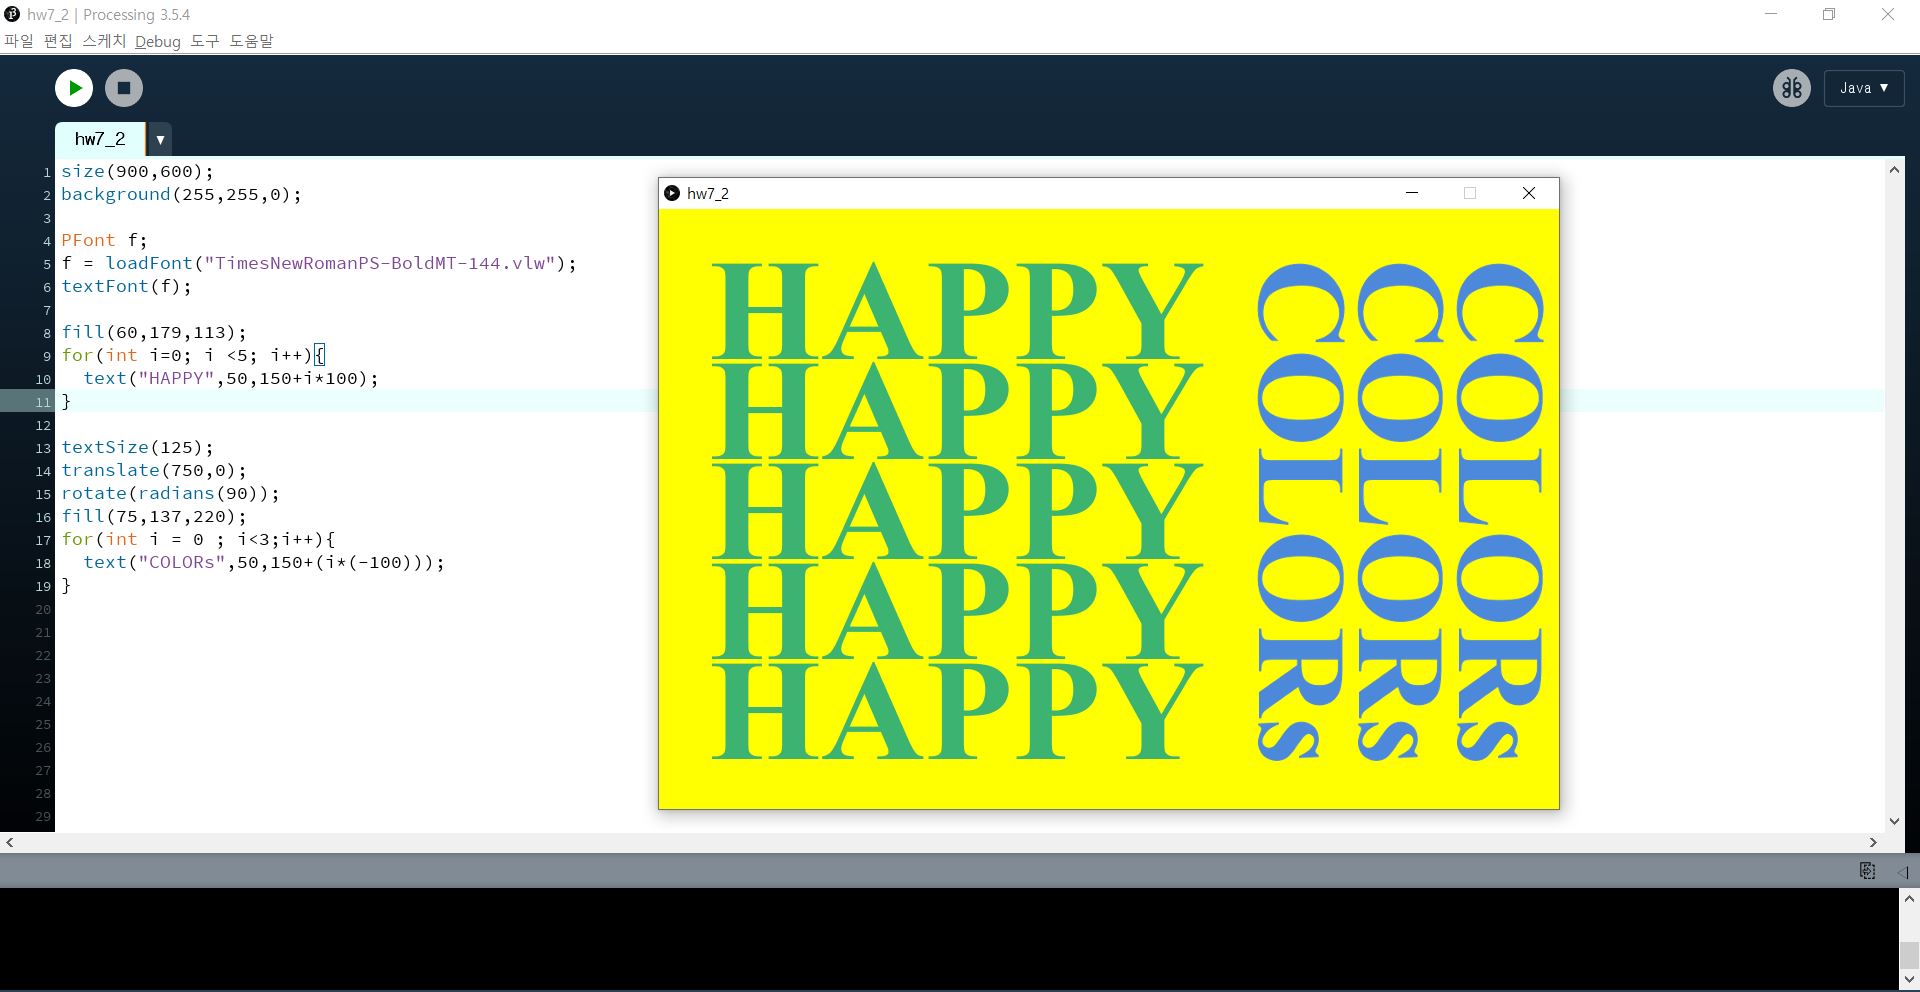 hw7_2 | Processing 3.5.4
파일 편집 스케치 Debug 도구 도움말
Java ▼
hw7_2 ▼
1 size(900,600);
2 background(255,255,0);
3
4 PFont f;
5 f = loadFont("TimesNewRomanPS-BoldMT-144.vlw");
6 textFont(f);
7
8 fill(60,179,113);
9 for(int i=0; i <5; i++){
10 text("HAPPY",50,150+i*100);
11 }
12
13 textSize(125);
14 translate(750,0);
15 rotate(radians(90));
16 fill(75,137,220);
17 for(int i = 0 ; i<3;i++){
18 text("COLORs",50,150+(i*(-100)));
19 }
20
21
22
23
24
25
26
27
28
29
hw7_2
HAPPY
HAPPY
HAPPY
HAPPY
HAPPY
COLORs
COLORs
COLORs